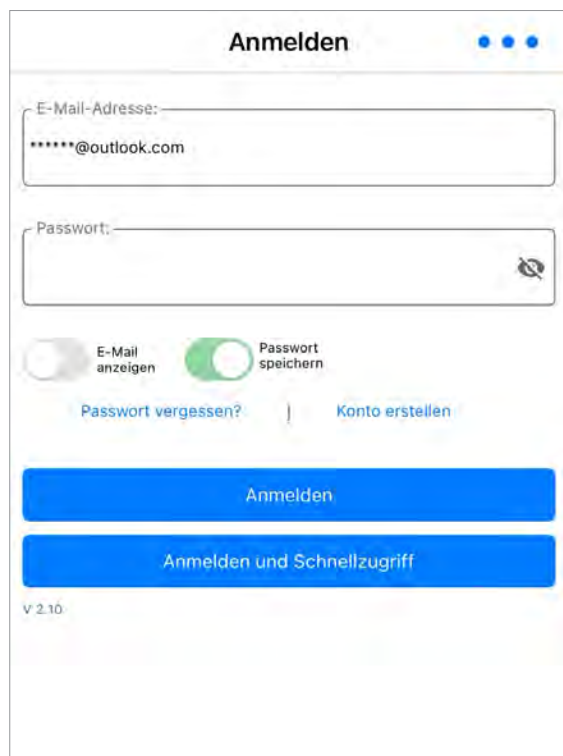 Anmelden
E-Mail-Adresse:
******@outlook.com
Passwort:
E-Mail
anzeigen
Passwort
speichern
Passwort vergessen? | Konto erstellen
Anmelden
Anmelden und Schnellzugriff
V 2.10